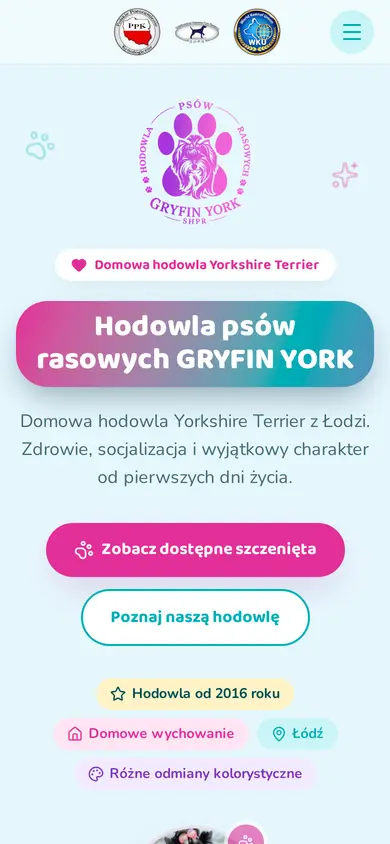 PPK
WKU
PSÓW
HODOWLA
RASOWYCH
GRYFIN YORK
SHPR
Domowa hodowla Yorkshire Terrier
Hodowla psów
rasowych GRYFIN YORK
Domowa hodowla Yorkshire Terrier z Łodzi.
Zdrowie, socjalizacja i wyjątkowy charakter
od pierwszych dni życia.
Zobacz dostępne szczenięta
Poznaj naszą hodowlę
Hodowla od 2016 roku
Domowe wychowanie
Łódź
Różne odmiany kolorystyczne